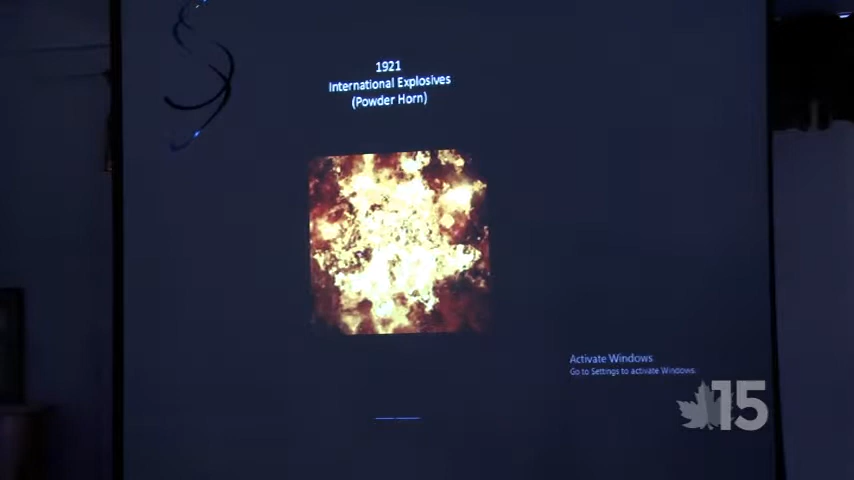 1921
International Explosives
(Powder Horn)
Activate Windows
Go to Settings to activate Windows.
15